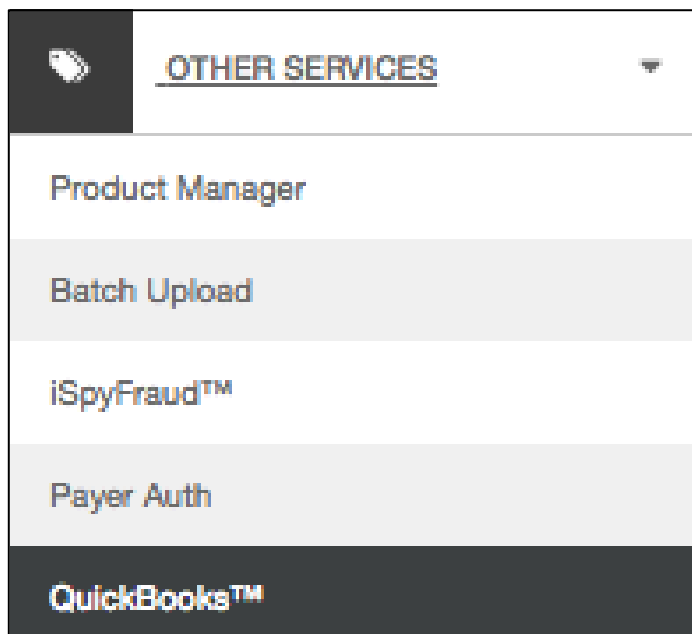 OTHER SERVICES
Product Manager
Batch Upload
iSpyFraud™
Payer Auth
QuickBooks™